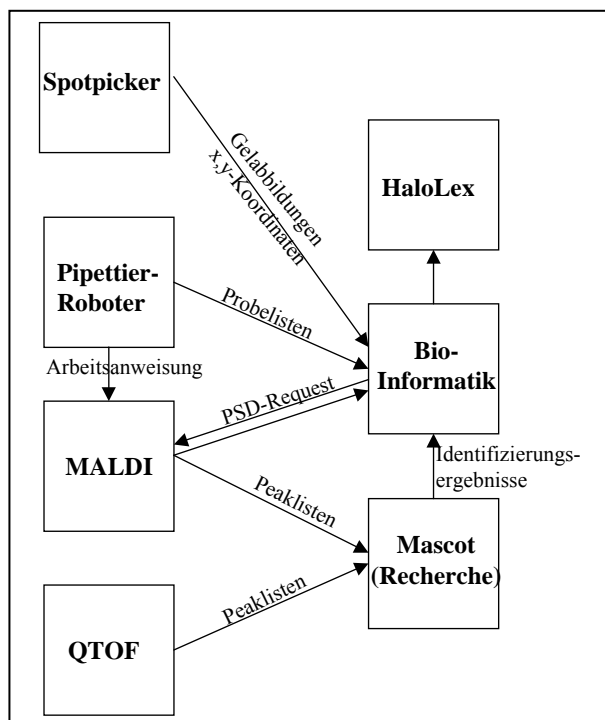 Spotpicker
Gelabbildungen
x,y-Koordinaten
HaloLex
Pipettier-
Roboter
Probelisten
Bio-
Informatik
Arbeitsanweisung
PSD-Request
MALDI
Identifizierungs-
ergebnisse
Peaklisten
Mascot
(Recherche)
Peaklisten
QTOF